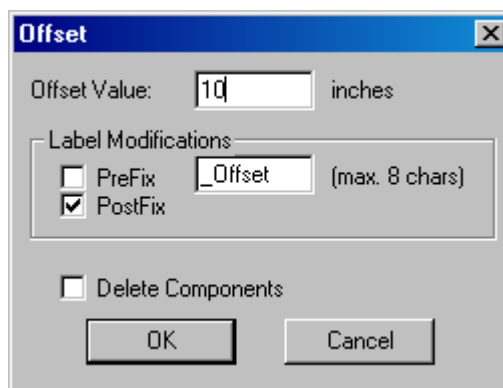 Offset
Offset Value: 10 inches
Label Modifications
PreFix _Offset (max. 8 chars)
PostFix
Delete Components
OK Cancel